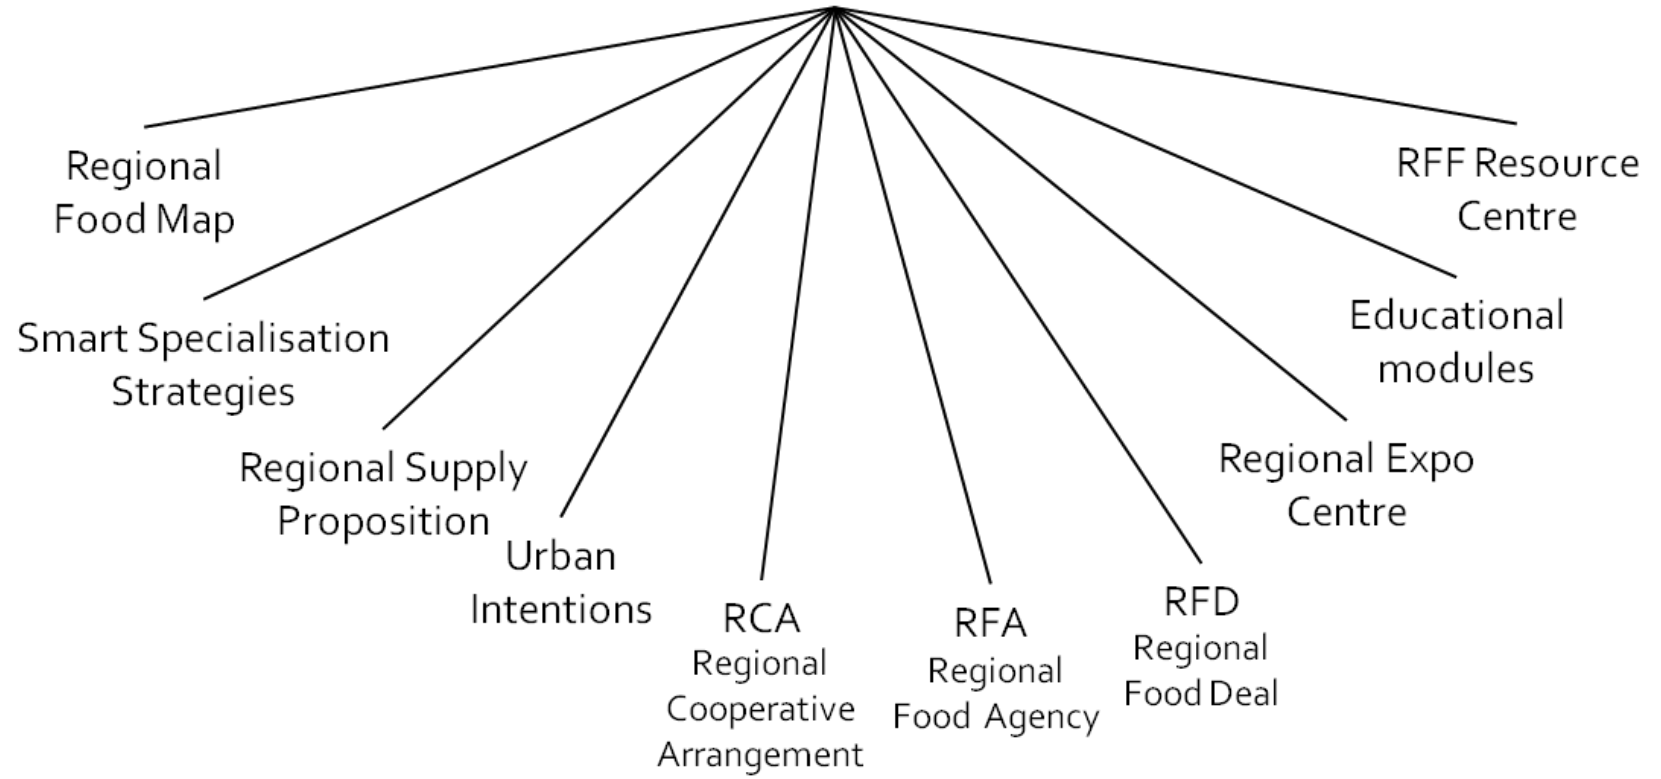 Regional
Food Map
Smart Specialisation
Strategies
Regional Supply
Proposition
Urban
Intentions
RCA
Regional
Cooperative
Arrangement
RFA
Regional
Food Agency
RFD
Regional
Food Deal
Regional Expo
Centre
Educational
modules
RFF Resource
Centre